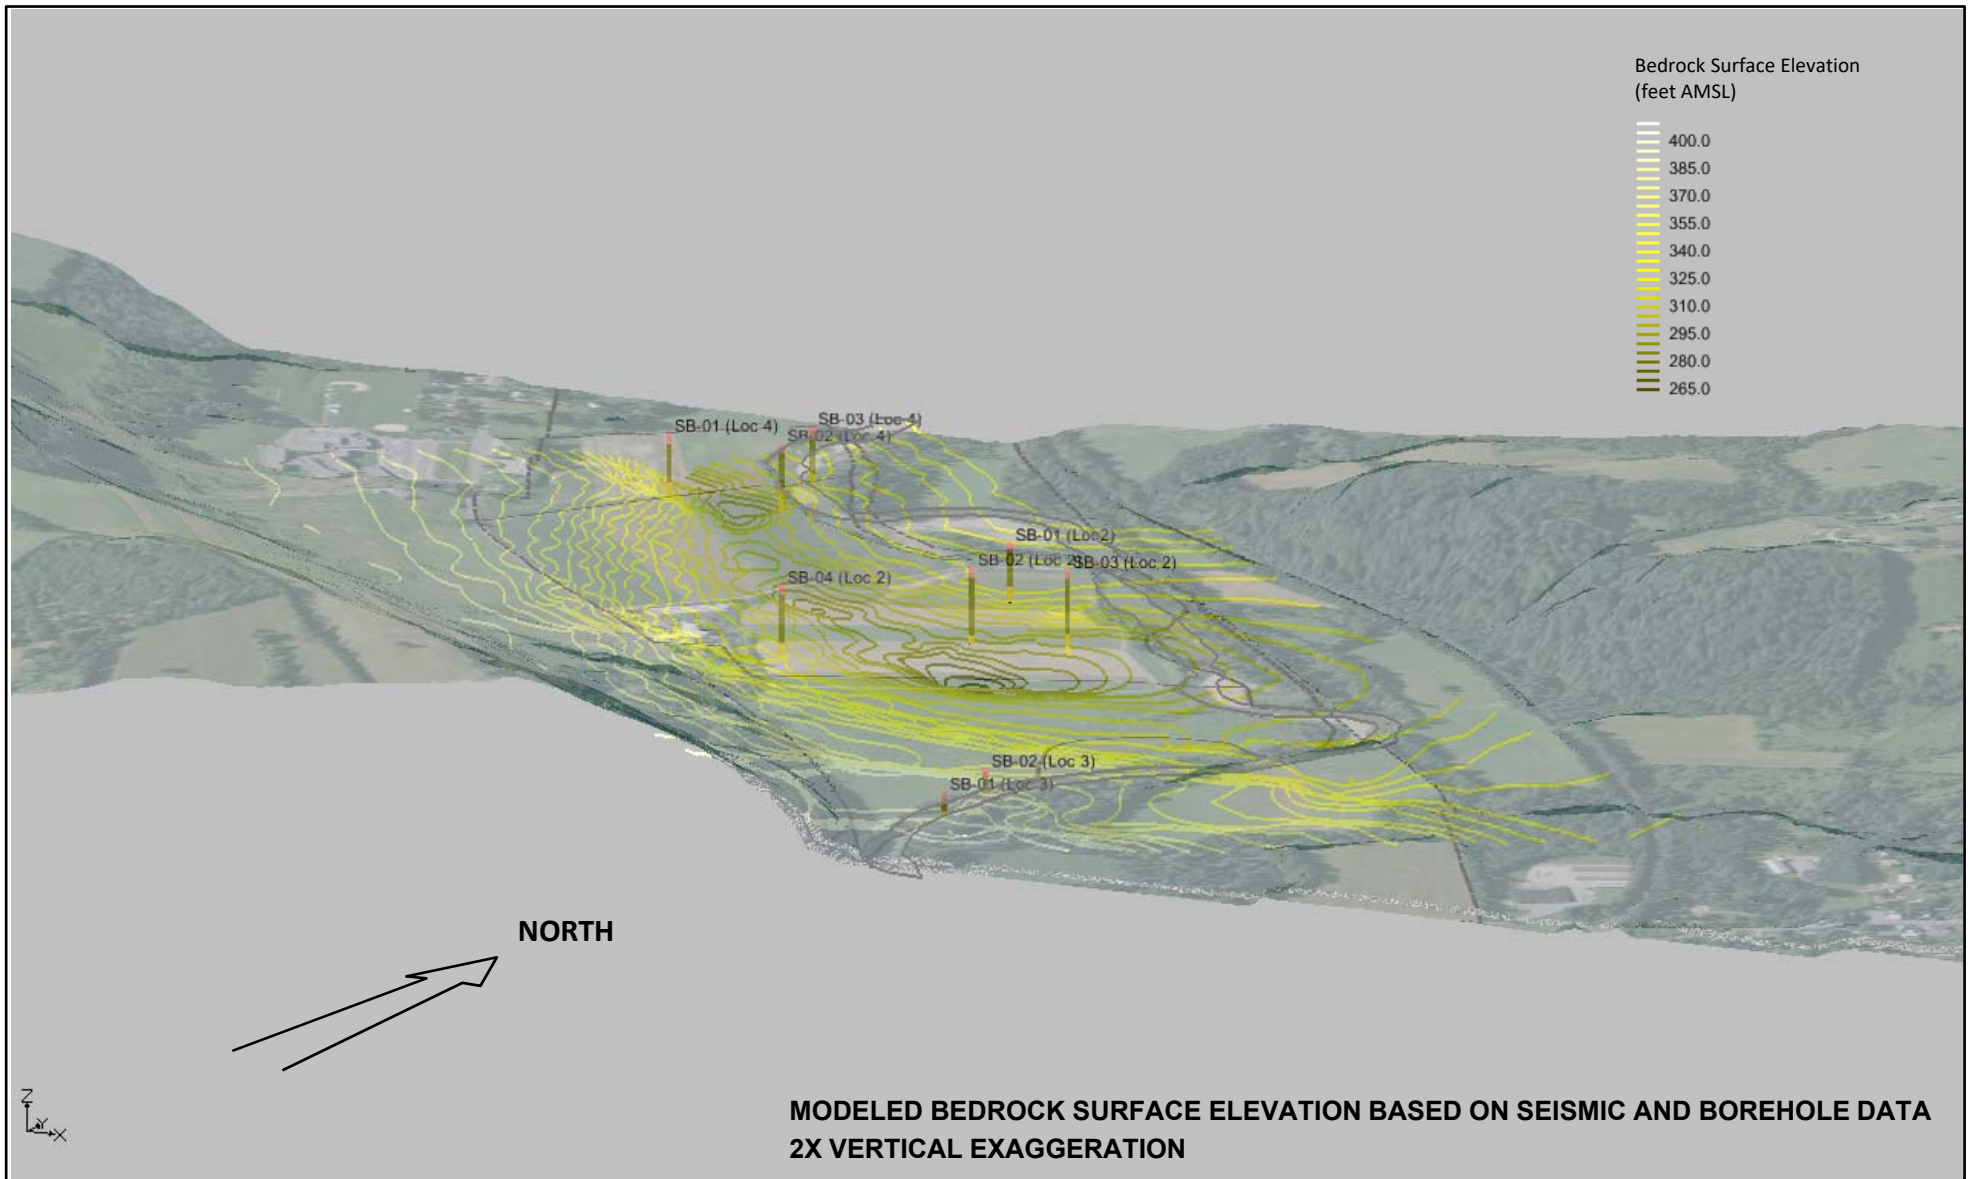 Bedrock Surface Elevation
(feet AMSL)
400.0
385.0
370.0
355.0
340.0
325.0
310.0
295.0
280.0
265.0
SB-03 (Loc 4)
SB-01 (Loc 4)
SB-02 (Loc 4)
SB-01 (Loc2)
SB-02 (Loc 2)
SB-03 (Loc 2)
SB-04 (Loc 2)
SB-02 (Loc 3)
SB-01 (Loc 3)
NORTH
Z
Y
X
MODELED BEDROCK SURFACE ELEVATION BASED ON SEISMIC AND BOREHOLE DATA
2X VERTICAL EXAGGERATION